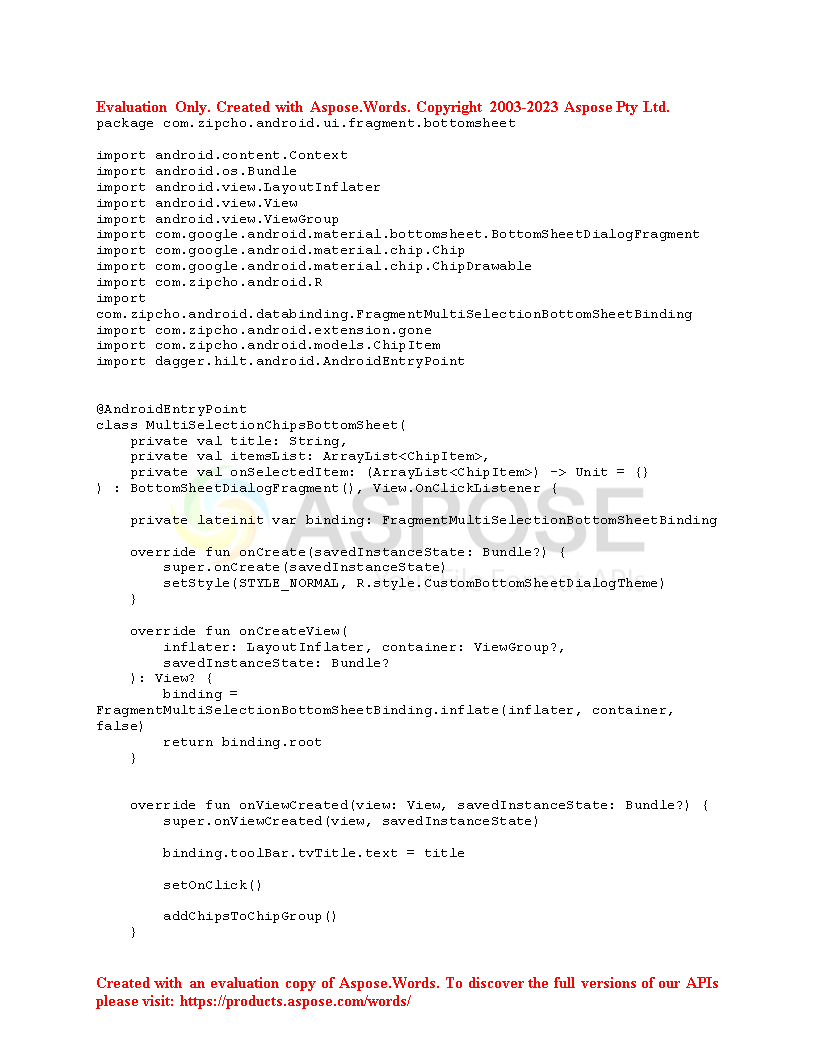 Evaluation Only. Created with Aspose.Words. Copyright 2003-2023 Aspose Pty Ltd.
package com.zipcho.android.ui.fragment.bottomsheet

import android.content.Context
import android.os.Bundle
import android.view.LayoutInflater
import android.view.View
import android.view.ViewGroup
import com.google.android.material.bottomsheet.BottomSheetDialogFragment
import com.google.android.material.chip.Chip
import com.google.android.material.chip.ChipDrawable
import com.zipcho.android.R
import
com.zipcho.android.databinding.FragmentMultiSelectionBottomSheetBinding
import com.zipcho.android.extension.gone
import com.zipcho.android.models.ChipItem
import dagger.hilt.android.AndroidEntryPoint

@AndroidEntryPoint
class MultiSelectionChipsBottomSheet(
    private val title: String,
    private val itemsList: ArrayList<ChipItem>,
    private val onSelectedItem: (ArrayList<ChipItem>) -> Unit = {}
) : BottomSheetDialogFragment(), View.OnClickListener {

    private lateinit var binding: FragmentMultiSelectionBottomSheetBinding

    override fun onCreate(savedInstanceState: Bundle?) {
        super.onCreate(savedInstanceState)
        setStyle(STYLE_NORMAL, R.style.CustomBottomSheetDialogTheme)
    }

    override fun onCreateView(
        inflater: LayoutInflater, container: ViewGroup?,
        savedInstanceState: Bundle?
    ): View? {
        binding =
FragmentMultiSelectionBottomSheetBinding.inflate(inflater, container,
false)
        return binding.root
    }

    override fun onViewCreated(view: View, savedInstanceState: Bundle?) {
        super.onViewCreated(view, savedInstanceState)

        binding.toolBar.tvTitle.text = title

        setOnClick()

        addChipsToChipGroup()
    }

ASPOSE
Created with an evaluation copy of Aspose.Words. To discover the full versions of our APIs
please visit: https://products.aspose.com/words/